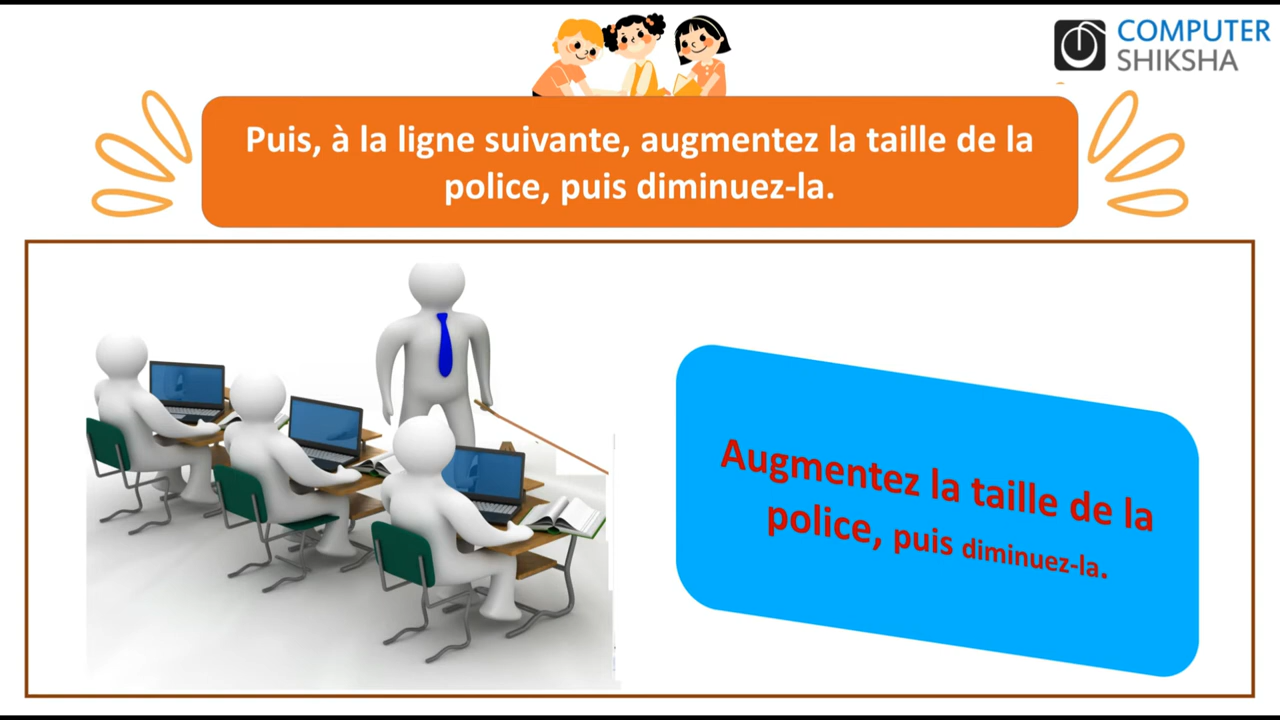 COMPUTER
SHIKSHA
Puis, à la ligne suivante, augmentez la taille de la
police, puis diminuez-la.
Augmentez la taille de la
police, puis diminuez-la.